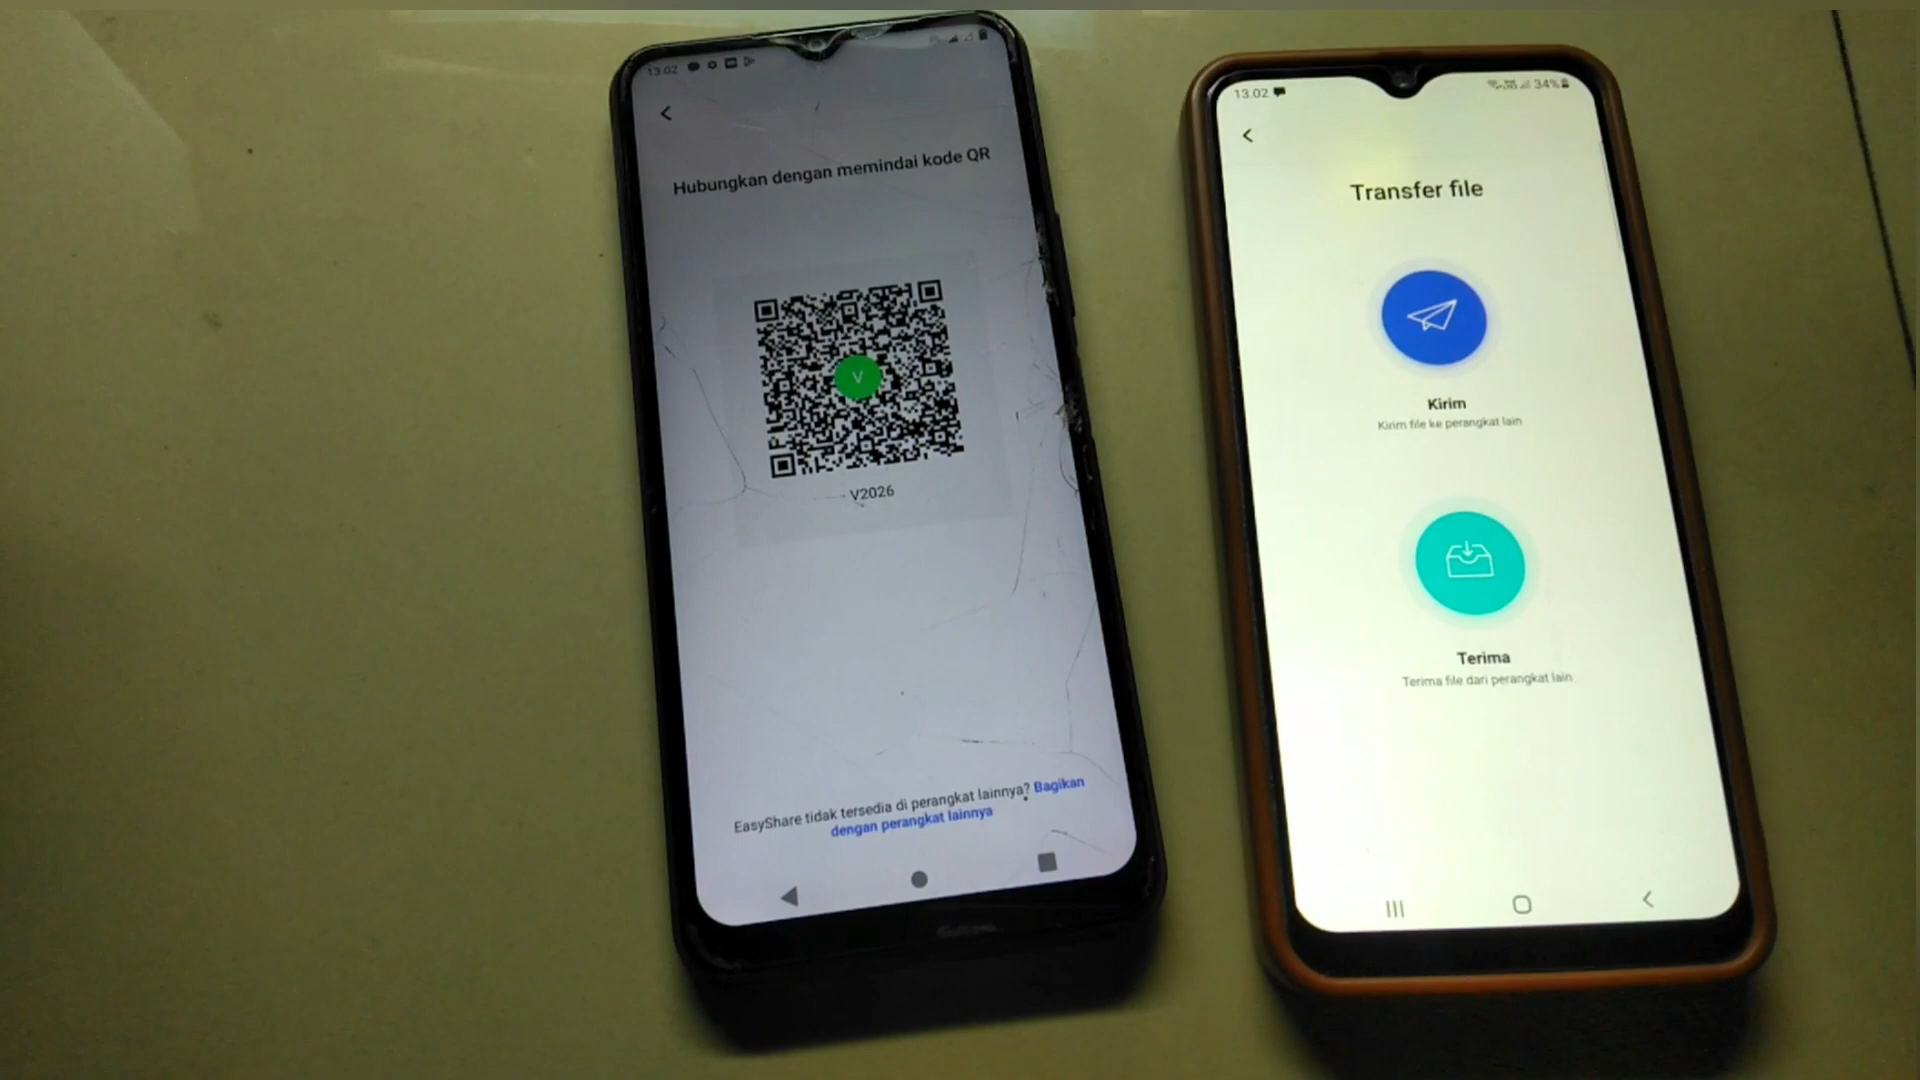 13.02
Hubungkan dengan memindai kode QR
V
V2026
EasyShare tidak tersedia di perangkat lainnya? Bagikan
dengan perangkat lainnya
13.02
34%
Transfer file
Kirim
Kirim file ke perangkat lain
Terima
Terima file dari perangkat lain